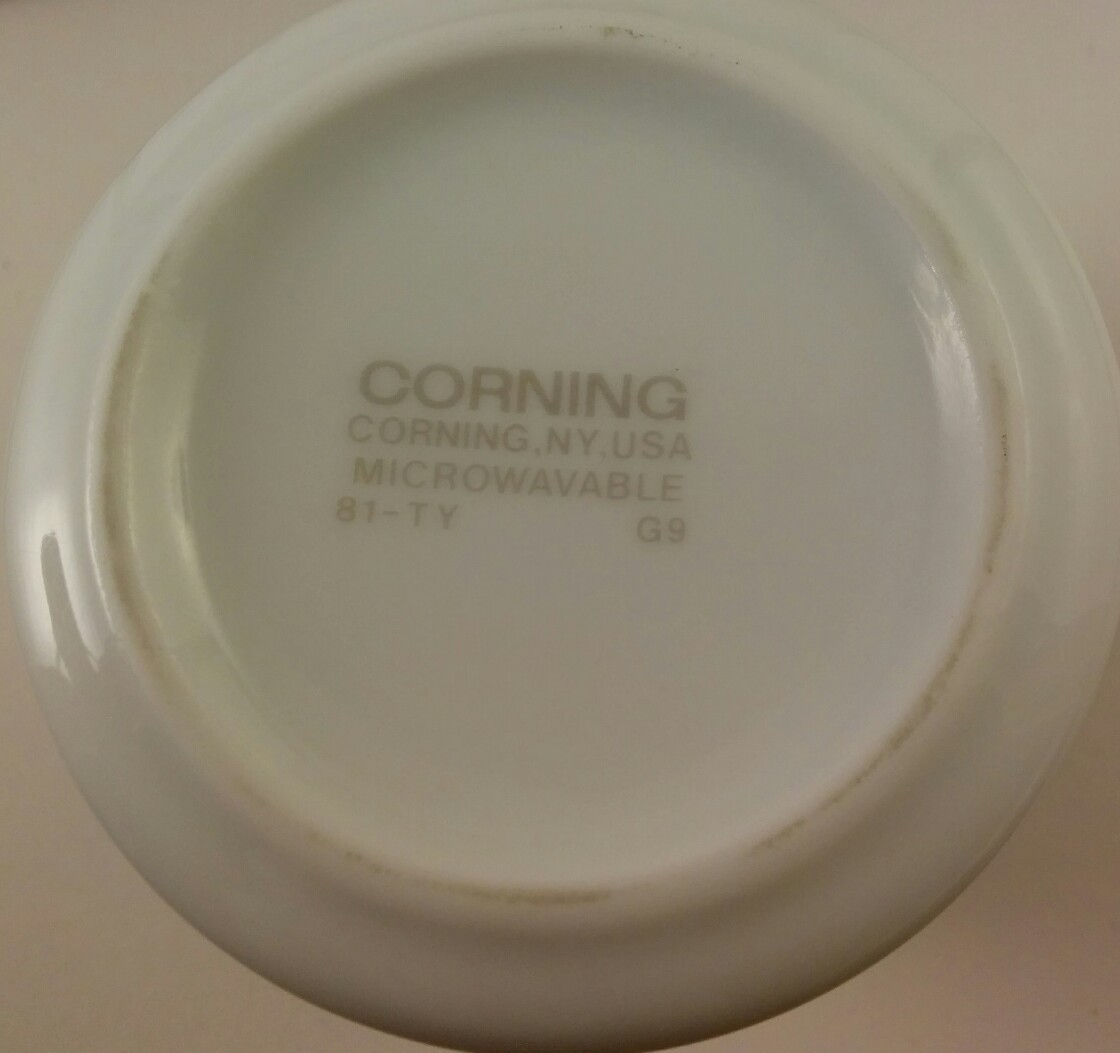 CORNING
CORNING,NY,USA
MICROWAVABLE
81-TY G9